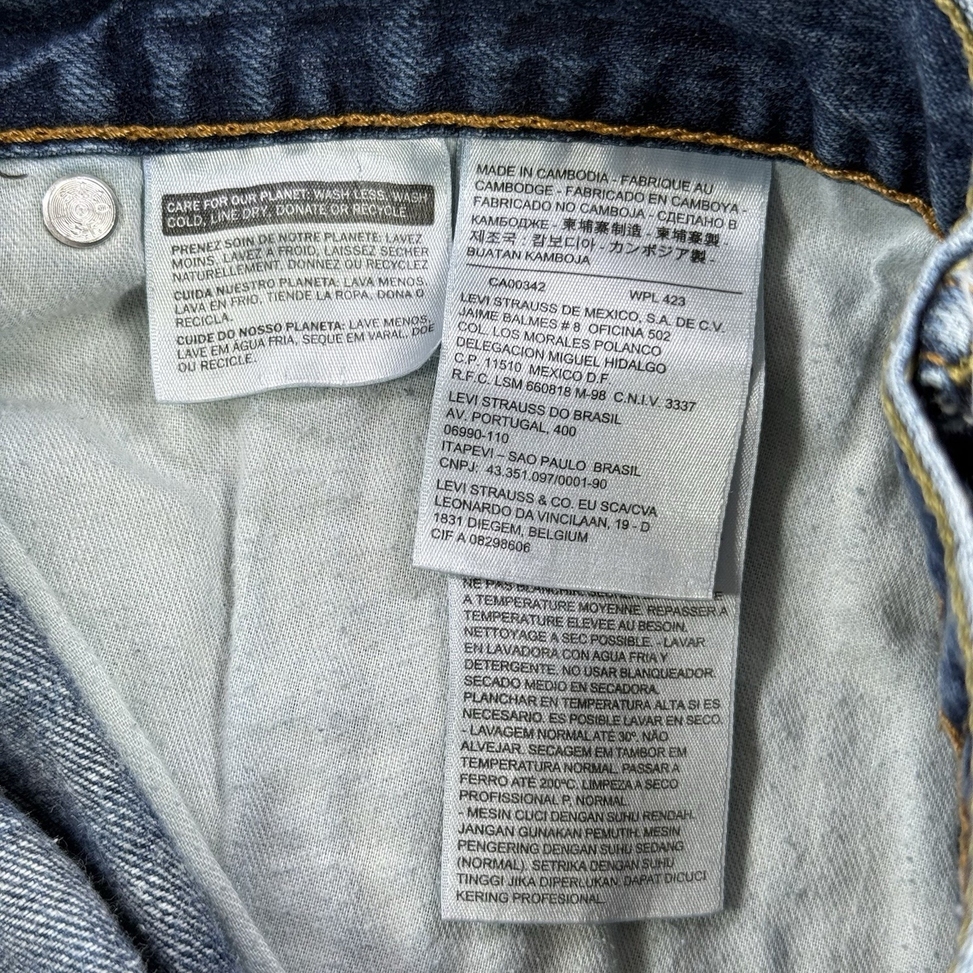 CARE FOR OUR PLANET: WASH LESS, WASH
COLD, LINE DRY, DONATE OR RECYCLE.
PRENEZ SOIN DE NOTRE PLANETE: LAVEZ
MOINS, LAVEZ A FROID, LAISSEZ SECHER
NATURELLEMENT, DONNEZ OU RECYCLEZ
CUIDA NUESTRO PLANETA: LAVA MENOS,
LAVA EN FRIO, TIENDE LA ROPA, DONA O
RECICLA.
CUIDE DO NOSSO PLANETA: LAVE MENOS,
LAVE EM ÁGUA FRIA, SEQUE EM VARAL, DOE
OU RECICLE.
MADE IN CAMBODIA - FABRIQUE AU
CAMBODGE - FABRICADO EN CAMBOYA -
FABRICADO NO CAMBOJA - СДЕЛАНО В
КАМБОДЖЕ - 柬埔寨制造 - 柬埔寨製
제조국 : 캄보디아 - カンボジア製 -
BUATAN KAMBOJA
CA00342 WPL 423
LEVI STRAUSS DE MEXICO, S.A. DE C.V.
JAIME BALMES # 8 OFICINA 502
COL. LOS MORALES POLANCO
DELEGACION MIGUEL HIDALGO
C.P. 11510 MEXICO D.F.
R.F.C. LSM 660818 M-98 C.N.I.V. 3337
LEVI STRAUSS DO BRASIL
AV. PORTUGAL, 400
06990-110
ITAPEVI – SAO PAULO BRASIL
CNPJ: 43.351.097/0001-90
LEVI STRAUSS & CO. EU SCA/CVA
LEONARDO DA VINCILAAN, 19 - D
1831 DIEGEM, BELGIUM
CIF A 08298606
NE PAS BLANCHIR.
A TEMPERATURE MOYENNE. REPASSER A
TEMPERATURE ELEVEE AU BESOIN.
NETTOYAGE A SEC POSSIBLE. - LAVAR
EN LAVADORA CON AGUA FRIA Y
DETERGENTE. NO USAR BLANQUEADOR.
SECADO MEDIO EN SECADORA.
PLANCHAR EN TEMPERATURA ALTA SI ES
NECESARIO. ES POSIBLE LAVAR EN SECO.
- LAVAGEM NORMAL ATÉ 30º. NÃO
ALVEJAR. SECAGEM EM TAMBOR EM
TEMPERATURA NORMAL. PASSAR A
FERRO ATÉ 200ºC. LIMPEZA A SECO
PROFISSIONAL P, NORMAL
- MESIN CUCI DENGAN SUHU RENDAH.
JANGAN GUNAKAN PEMUTIH. MESIN
PENGERING DENGAN SUHU SEDANG
(NORMAL). SETRIKA DENGAN SUHU
TINGGI JIKA DIPERLUKAN. DAPAT DICUCI
KERING PROFESIONAL.